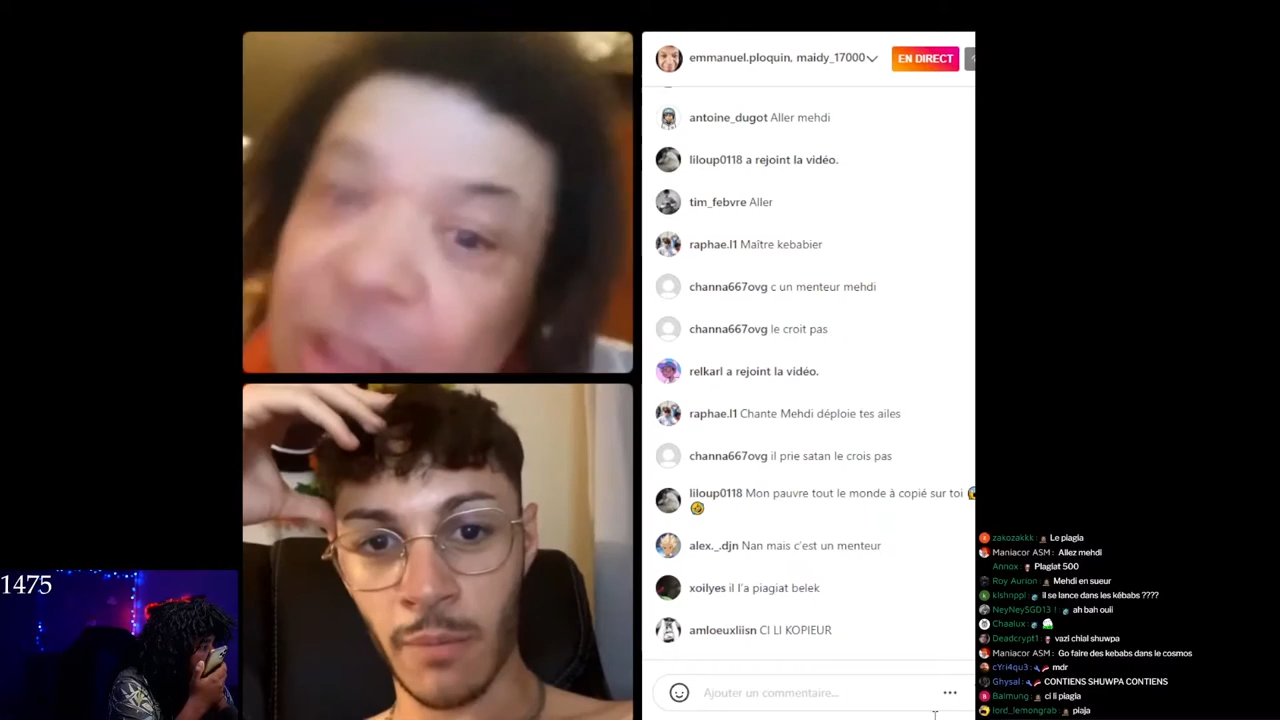 emmanuel.ploquin, maidy_17000
EN DIRECT
antoine_dugot Aller mehdi
liloup0118 a rejoint la vidéo.
tim_febvre Aller
raphae.l1 Maître kebabier
channa667ovg c un menteur mehdi
channa667ovg le croit pas
relkarl a rejoint la vidéo.
raphae.l1 Chante Mehdi déploie tes ailes
channa667ovg il prie satan le crois pas
liloup0118 Mon pauvre tout le monde à copié sur toi
alex._.djn Nan mais c'est un menteur
xoilyes il l'a piagiat belek
amloeuxliisn CI LI KOPIEUR
Ajouter un commentaire...
1475
zakozakkk : Le plagia
Maniacor ASM : Allez mehdi
Annox : Plagiat 500
Roy Aurion : Mehdi en sueur
klshnppl : il se lance dans les kébabs ????
NeyNeySGD13 ! : ah bah ouii
Chaalux :
Deadcrypt1 : vazi chial shuwpa
Maniacor ASM : Go faire des kebabs dans le cosmos
cYri4qu3 : mdr
Ghysal : CONTIENS SHUWPA CONTIENS
Balmung : ci li plagia
lord_lemongrab : piaja